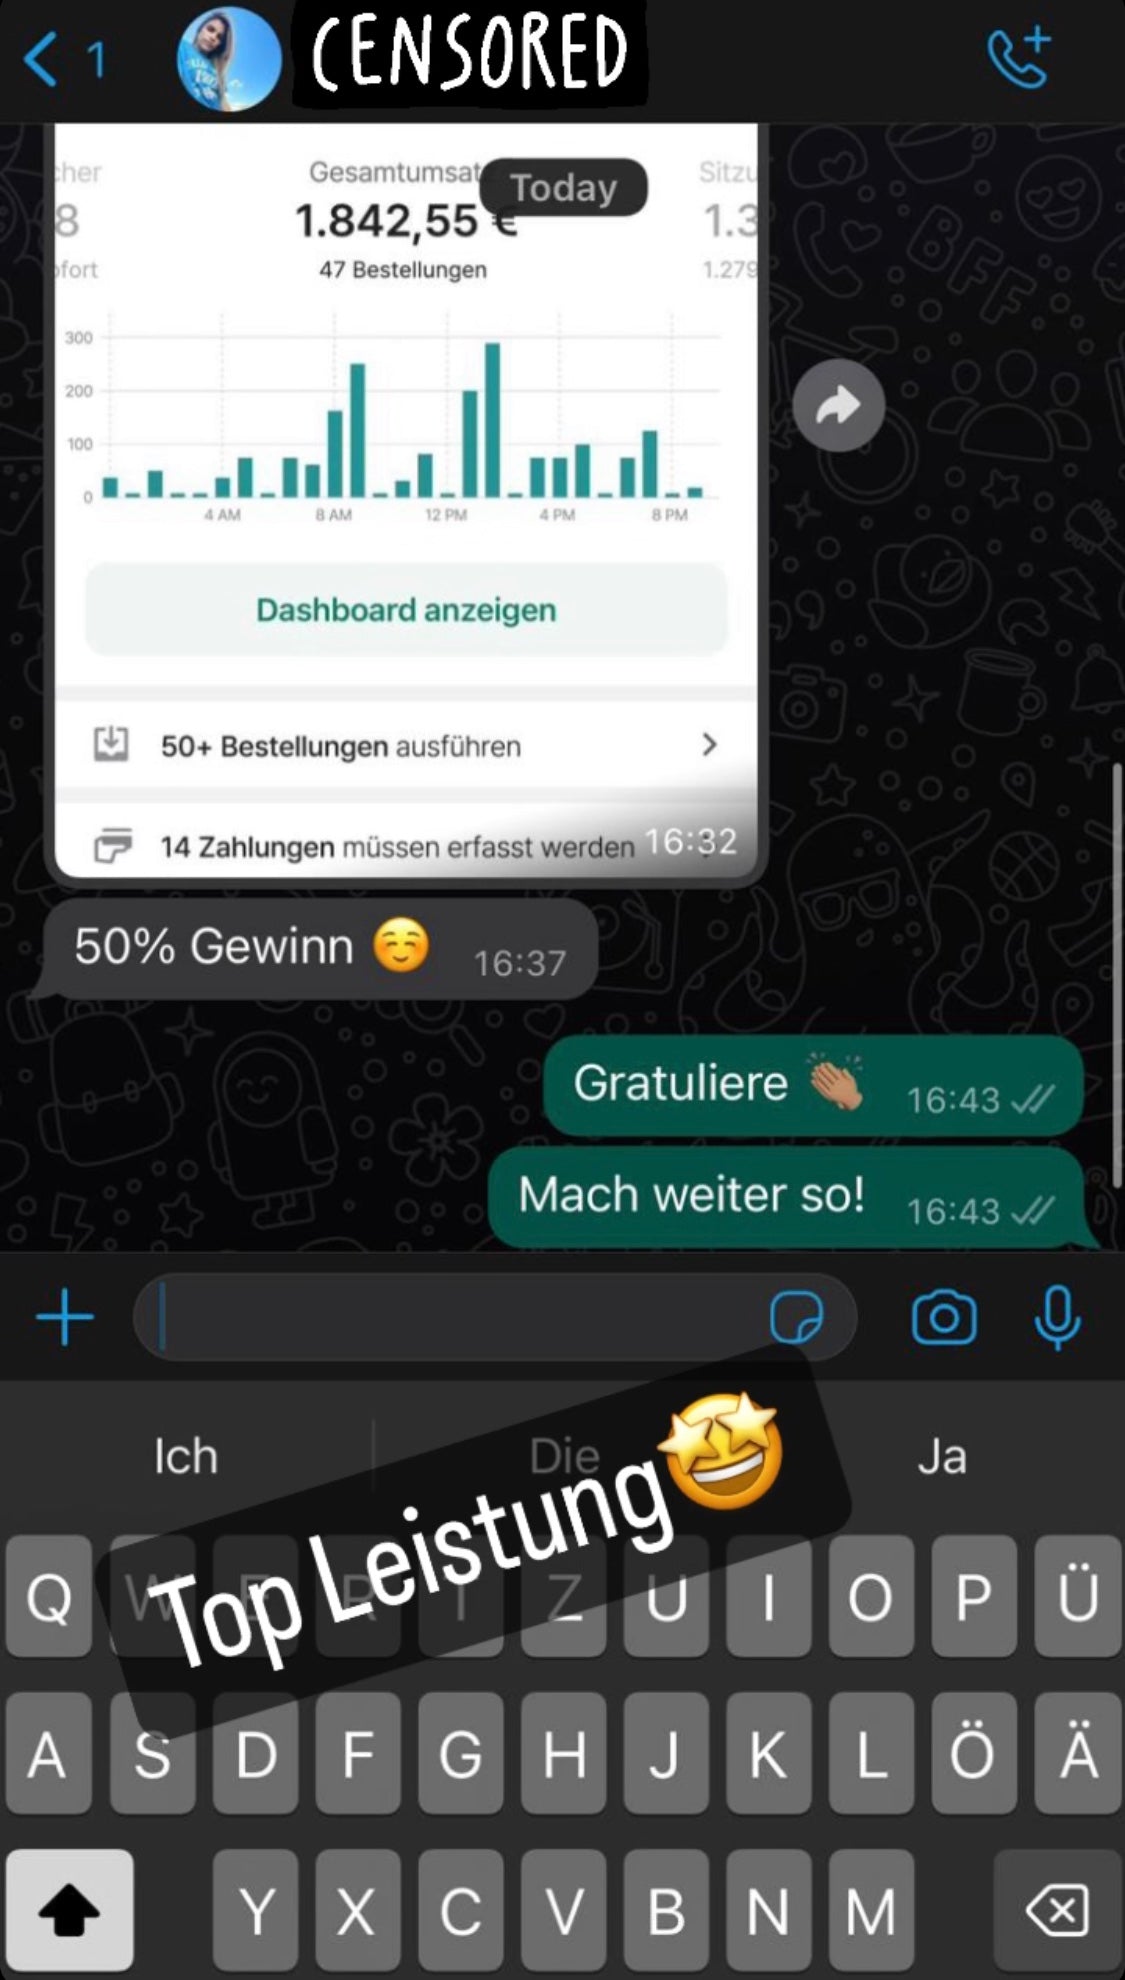 1
CENSORED
cher
Gesamtumsat
Today
Sitzu
8
1.842,55 €
1.3
ofort
47 Bestellungen
1.279
300
200
100
0
4 AM
8 AM
12 PM
4 PM
8 PM
Dashboard anzeigen
50+ Bestellungen ausführen
14 Zahlungen müssen erfasst werden
16:32
50% Gewinn ☺️ 16:37
Gratuliere 👏🏽 16:43
Mach weiter so! 16:43
Ich Die Ja
Top Leistung🤩
Q W E R T Z U I O P Ü
A S D F G H J K L Ö Ä
Y X C V B N M